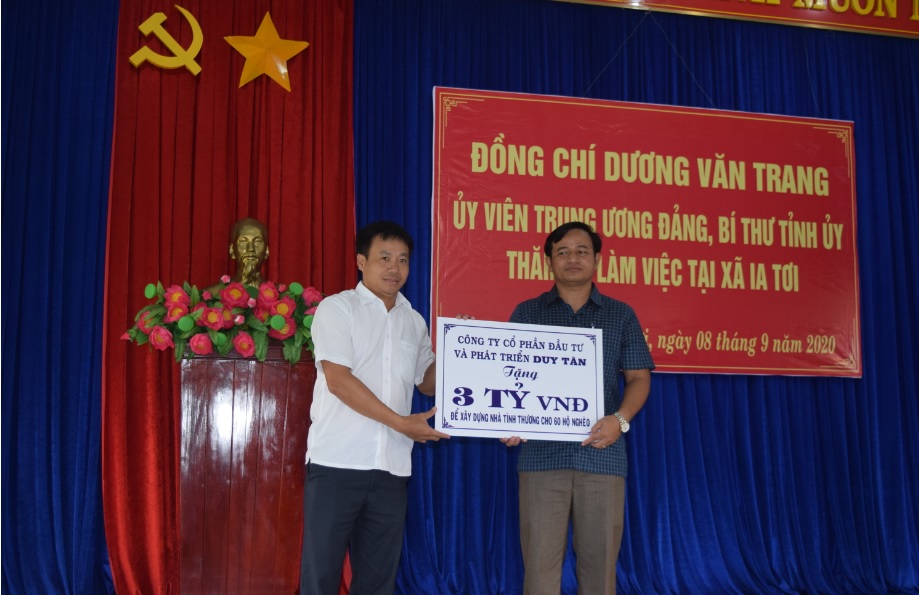 ĐỒNG CHÍ DƯƠNG VĂN TRANG
ỦY VIÊN TRUNG ƯƠNG ĐẢNG, BÍ THƯ TỈNH ỦY
THĂM LÀM VIỆC TẠI XÃ IA TƠI
, ngày 08 tháng 9 năm 2020
CÔNG TY CỔ PHẦN ĐẦU TƯ
VÀ PHÁT TRIỂN DUY TÂN
Tặng
3 TỶ VNĐ
ĐỂ XÂY DỰNG NHÀ TÌNH THƯƠNG CHO 60 HỘ NGHÈO